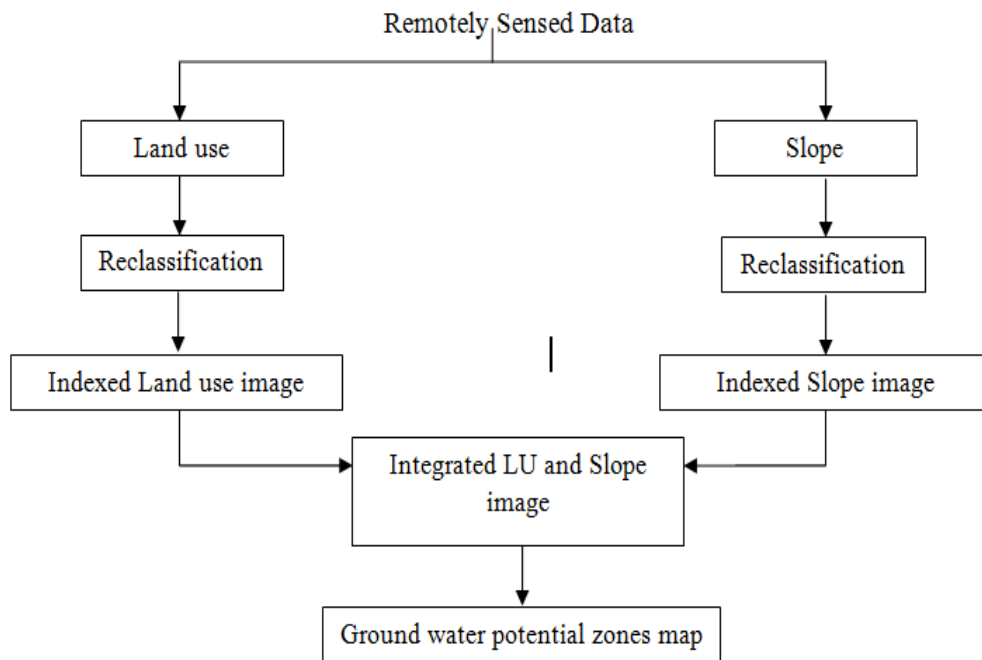 Remotely Sensed Data
Land use
Slope
Reclassification
Reclassification
Indexed Land use image
Indexed Slope image
Integrated LU and Slope
image
Ground water potential zones map